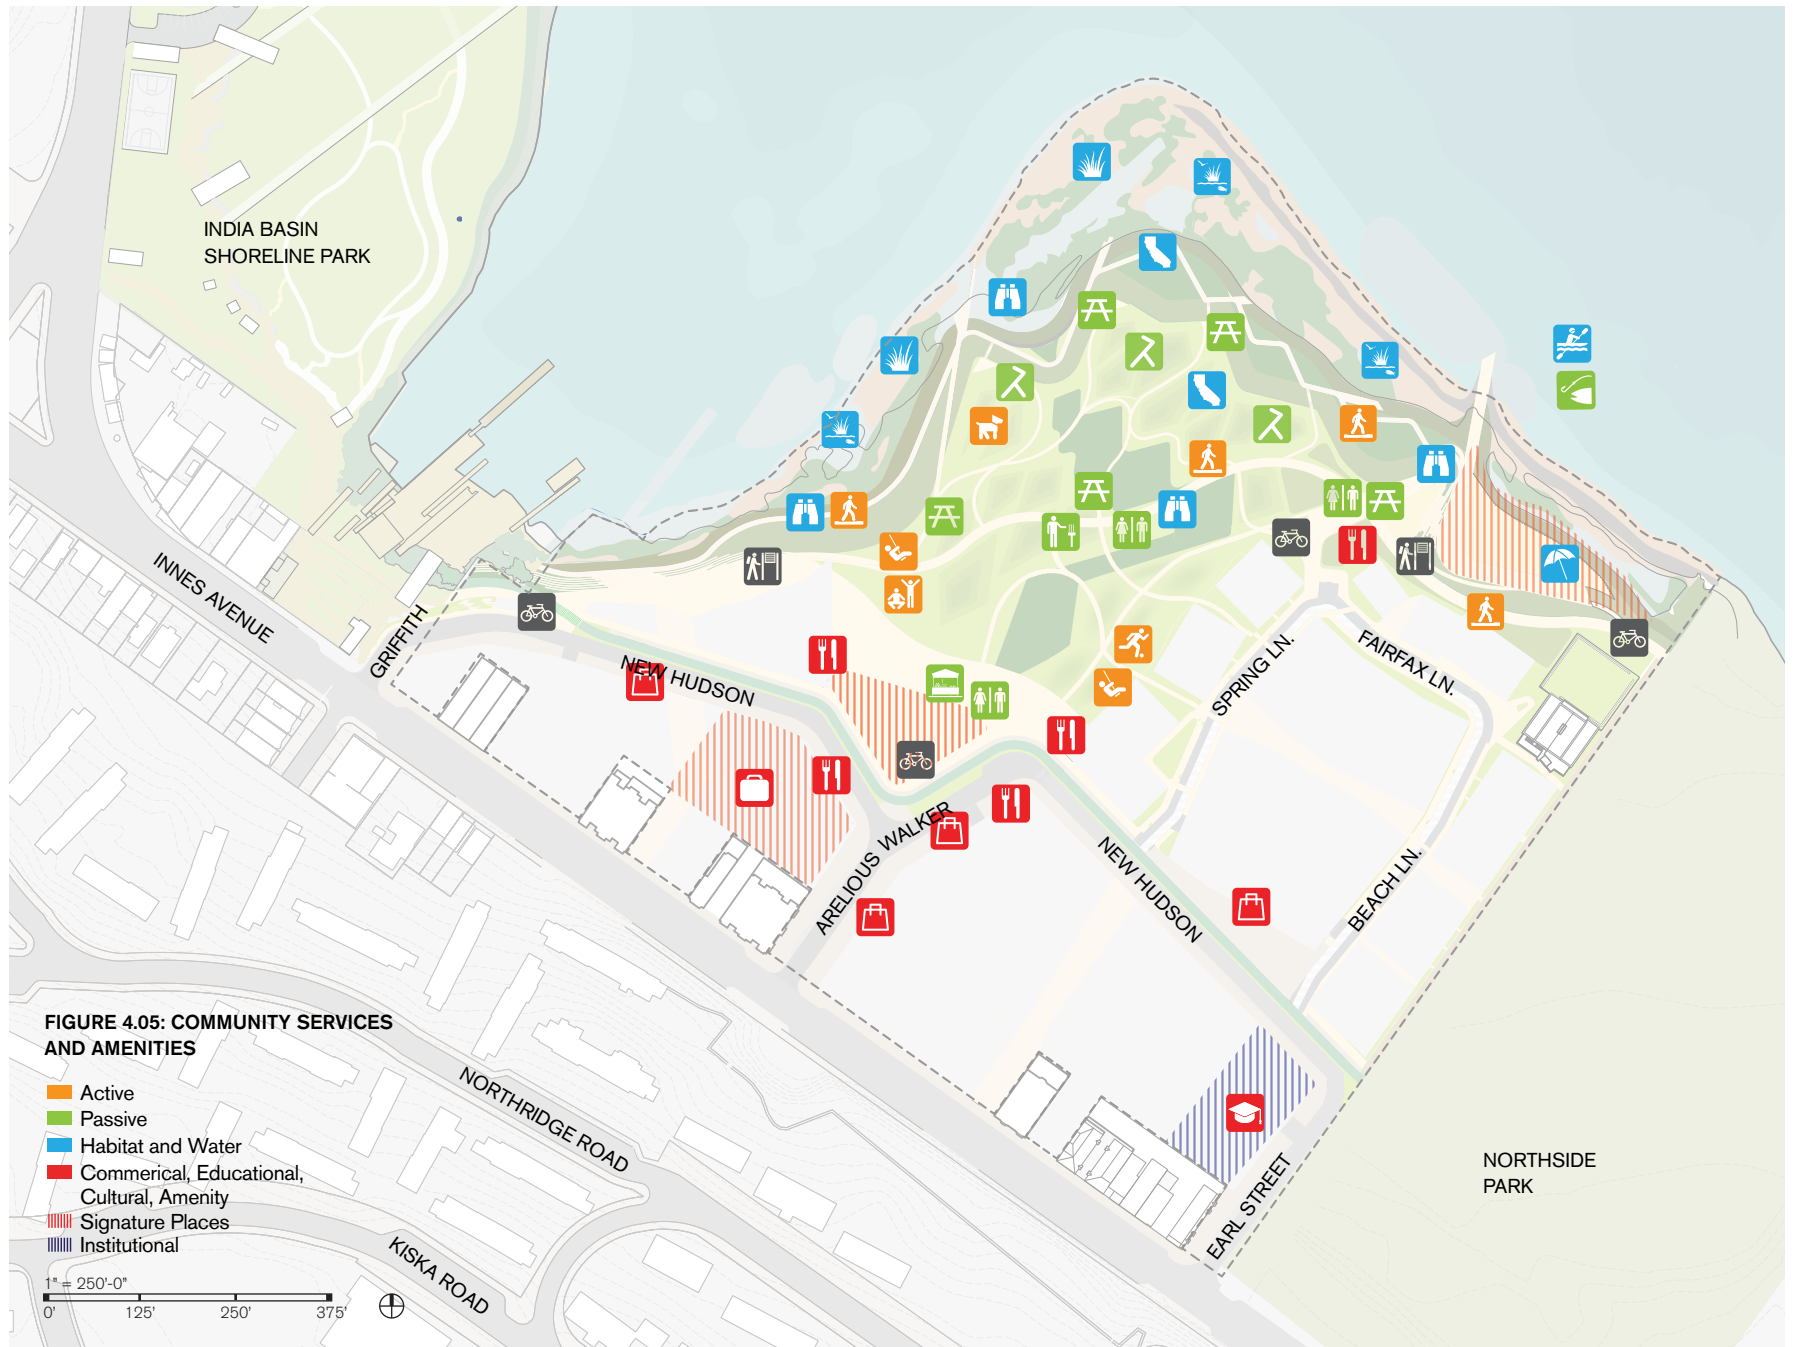 INDIA BASIN
SHORELINE PARK
INNES AVENUE
GRIFFITH
NEW HUDSON
SPRING LN.
FAIRFAX LN.
ARELIOUS WALKER
NEW HUDSON
BEACH LN.
FIGURE 4.05: COMMUNITY SERVICES
AND AMENITIES
Active
Passive
Habitat and Water
Commerical, Educational,
Cultural, Amenity
Signature Places
Institutional
1" = 250'-0"
0' 125' 250' 375'
NORTHRIDGE ROAD
KISKA ROAD
EARL STREET
NORTHSIDE
PARK